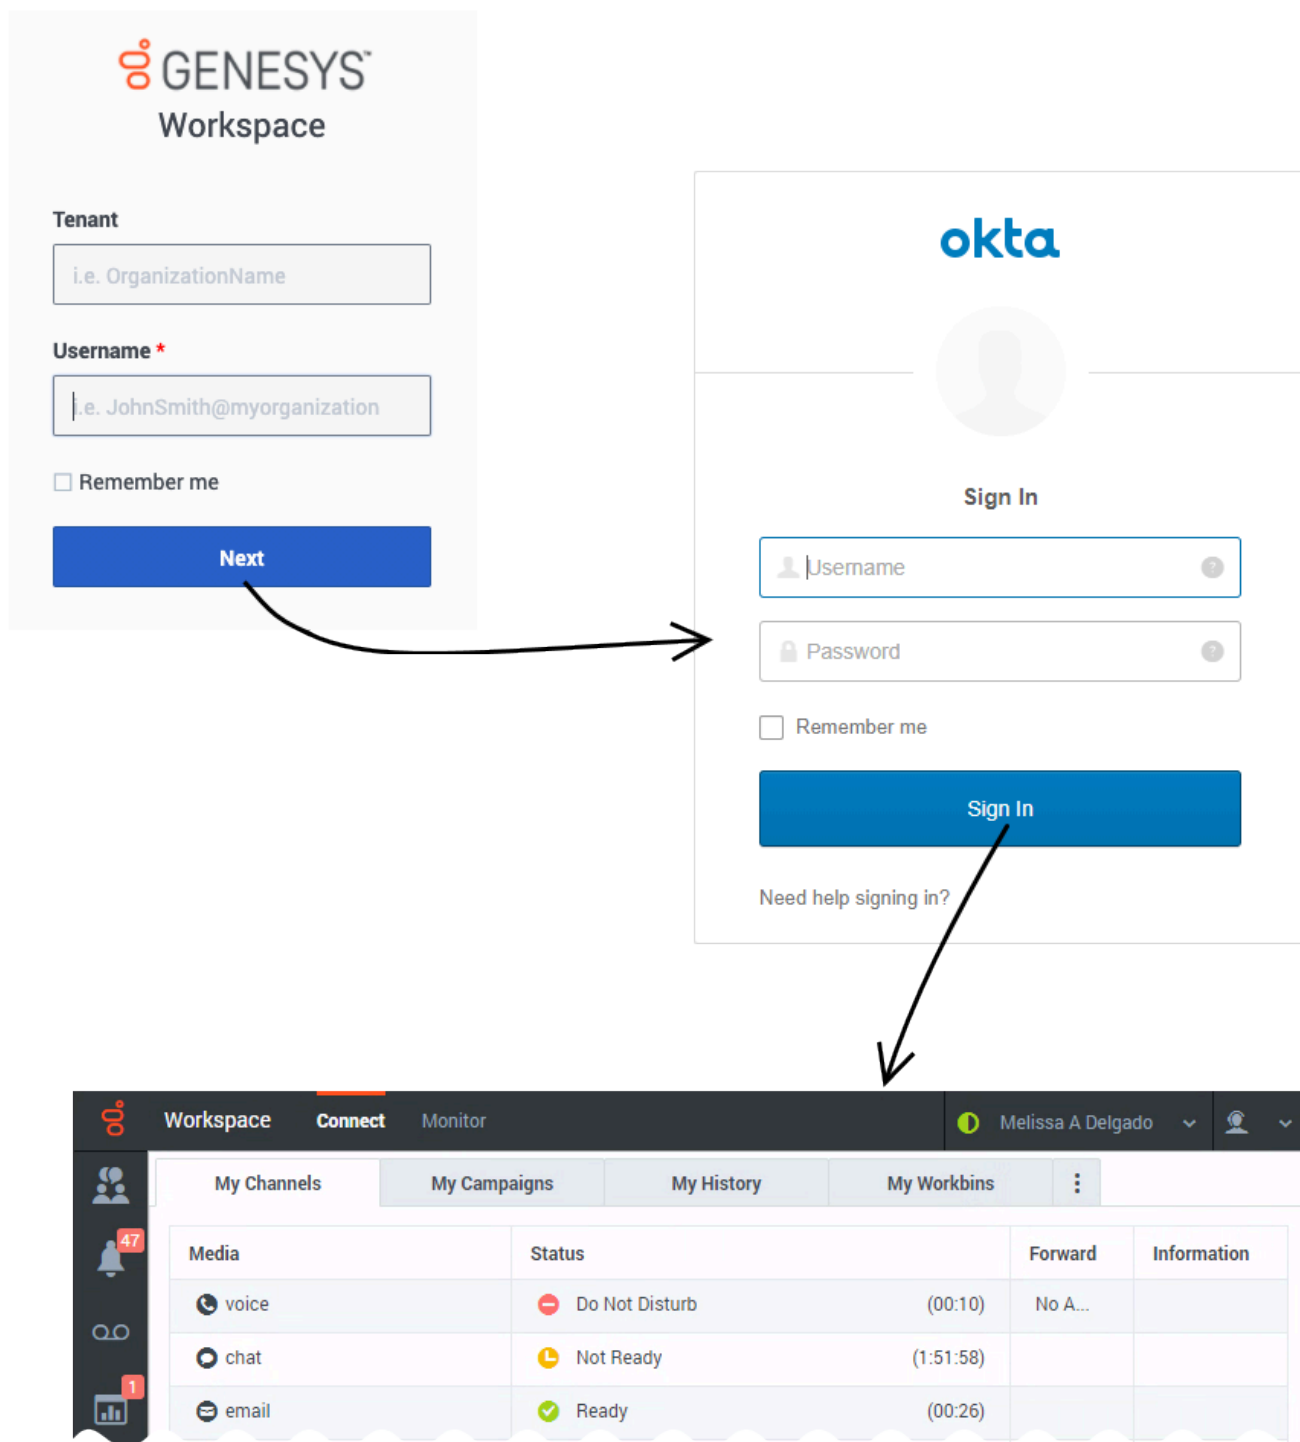 GENESYS™
Workspace
Tenant
i.e. OrganizationName
Username *
i.e. JohnSmith@myorganization
Remember me
Next
okta
Sign In
Username
?
Password
?
Remember me
Sign In
Need help signing in?
Workspace Connect Monitor Melissa A Delgado
My Channels My Campaigns My History My Workbins
47
Media Status Forward Information
voice Do Not Disturb (00:10) No A...
chat Not Ready (1:51:58)
1
email Ready (00:26)